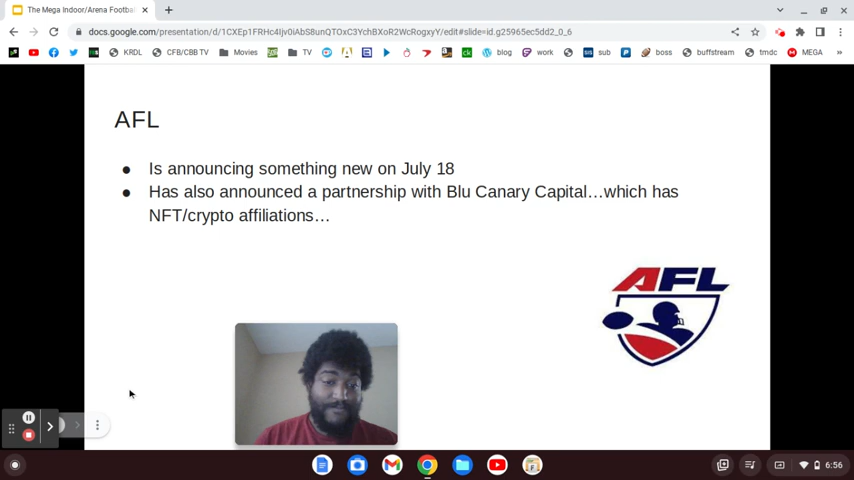 The Mega Indoor/Arena Footba
docs.google.com/presentation/d/1CXEp1FRHc4Ijv0iAbS8unQTOxC3YchBXoR2WcRogxyY/edit#slide=id.g25965ec5dd2_0_6
KRDL CFB/CBB TV Movies TV blog work sub boss buffstream tmdc MEGA
AFL
● Is announcing something new on July 18
● Has also announced a partnership with Blu Canary Capital…which has
NFT/crypto affiliations…
AFL
6:56